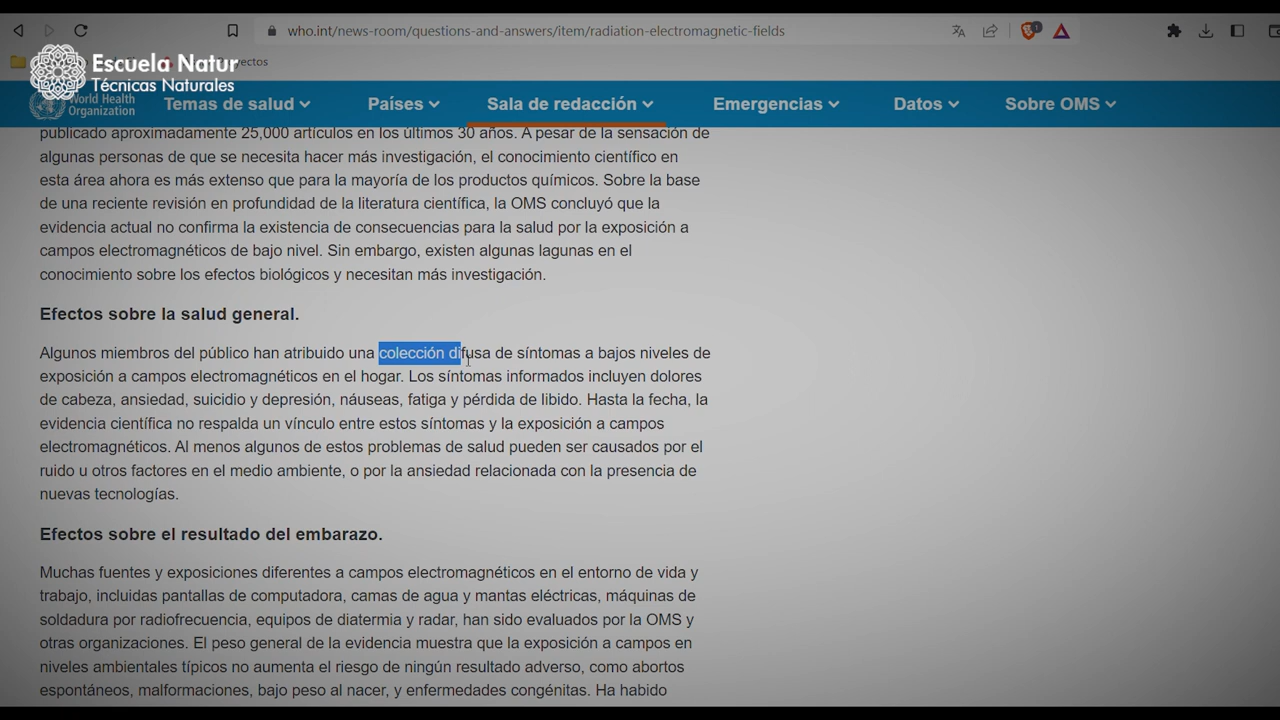 who.int/news-room/questions-and-answers/item/radiation-electromagnetic-fields
1
Escuela Natur
Técnicas Naturales
World Health
Organization
Temas de salud
Países
Sala de redacción
Emergencias
Datos
Sobre OMS
publicado aproximadamente 25,000 artículos en los últimos 30 años. A pesar de la sensación de
algunas personas de que se necesita hacer más investigación, el conocimiento científico en
esta área ahora es más extenso que para la mayoría de los productos químicos. Sobre la base
de una reciente revisión en profundidad de la literatura científica, la OMS concluyó que la
evidencia actual no confirma la existencia de consecuencias para la salud por la exposición a
campos electromagnéticos de bajo nivel. Sin embargo, existen algunas lagunas en el
conocimiento sobre los efectos biológicos y necesitan más investigación.
Efectos sobre la salud general.
Algunos miembros del público han atribuido una colección difusa de síntomas a bajos niveles de
exposición a campos electromagnéticos en el hogar. Los síntomas informados incluyen dolores
de cabeza, ansiedad, suicidio y depresión, náuseas, fatiga y pérdida de libido. Hasta la fecha, la
evidencia científica no respalda un vínculo entre estos síntomas y la exposición a campos
electromagnéticos. Al menos algunos de estos problemas de salud pueden ser causados por el
ruido u otros factores en el medio ambiente, o por la ansiedad relacionada con la presencia de
nuevas tecnologías.
Efectos sobre el resultado del embarazo.
Muchas fuentes y exposiciones diferentes a campos electromagnéticos en el entorno de vida y
trabajo, incluidas pantallas de computadora, camas de agua y mantas eléctricas, máquinas de
soldadura por radiofrecuencia, equipos de diatermia y radar, han sido evaluados por la OMS y
otras organizaciones. El peso general de la evidencia muestra que la exposición a campos en
niveles ambientales típicos no aumenta el riesgo de ningún resultado adverso, como abortos
espontáneos, malformaciones, bajo peso al nacer, y enfermedades congénitas. Ha habido